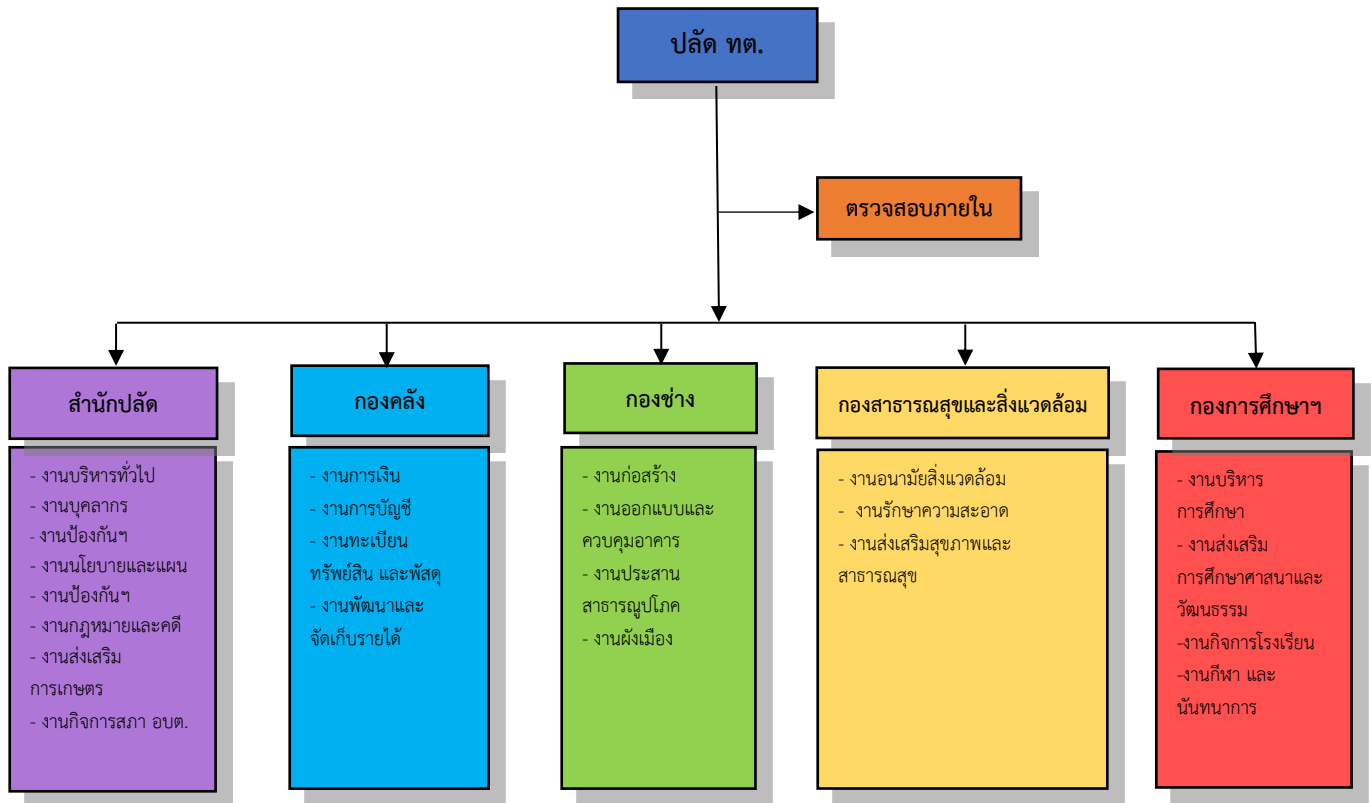 ปลัด ทต.
ตรวจสอบภายใน
สำนักปลัด
- งานบริหารทั่วไป
- งานบุคลากร
- งานป้องกันฯ
- งานนโยบายและแผน
- งานป้องกันฯ
- งานกฎหมายและคดี
- งานส่งเสริม
การเกษตร
- งานกิจการสภา อบต.
กองคลัง
- งานการเงิน
- งานการบัญชี
- งานทะเบียน
ทรัพย์สิน และพัสดุ
- งานพัฒนาและ
จัดเก็บรายได้
กองช่าง
- งานก่อสร้าง
- งานออกแบบและ
ควบคุมอาคาร
- งานประสาน
สาธารณูปโภค
- งานผังเมือง
กองสาธารณสุขและสิ่งแวดล้อม
- งานอนามัยสิ่งแวดล้อม
- งานรักษาความสะอาด
- งานส่งเสริมสุขภาพและ
สาธารณสุข
กองการศึกษาฯ
- งานบริหาร
การศึกษา
- งานส่งเสริม
การศึกษาศาสนาและ
วัฒนธรรม
-งานกิจการโรงเรียน
-งานกีฬา และ
นันทนาการ